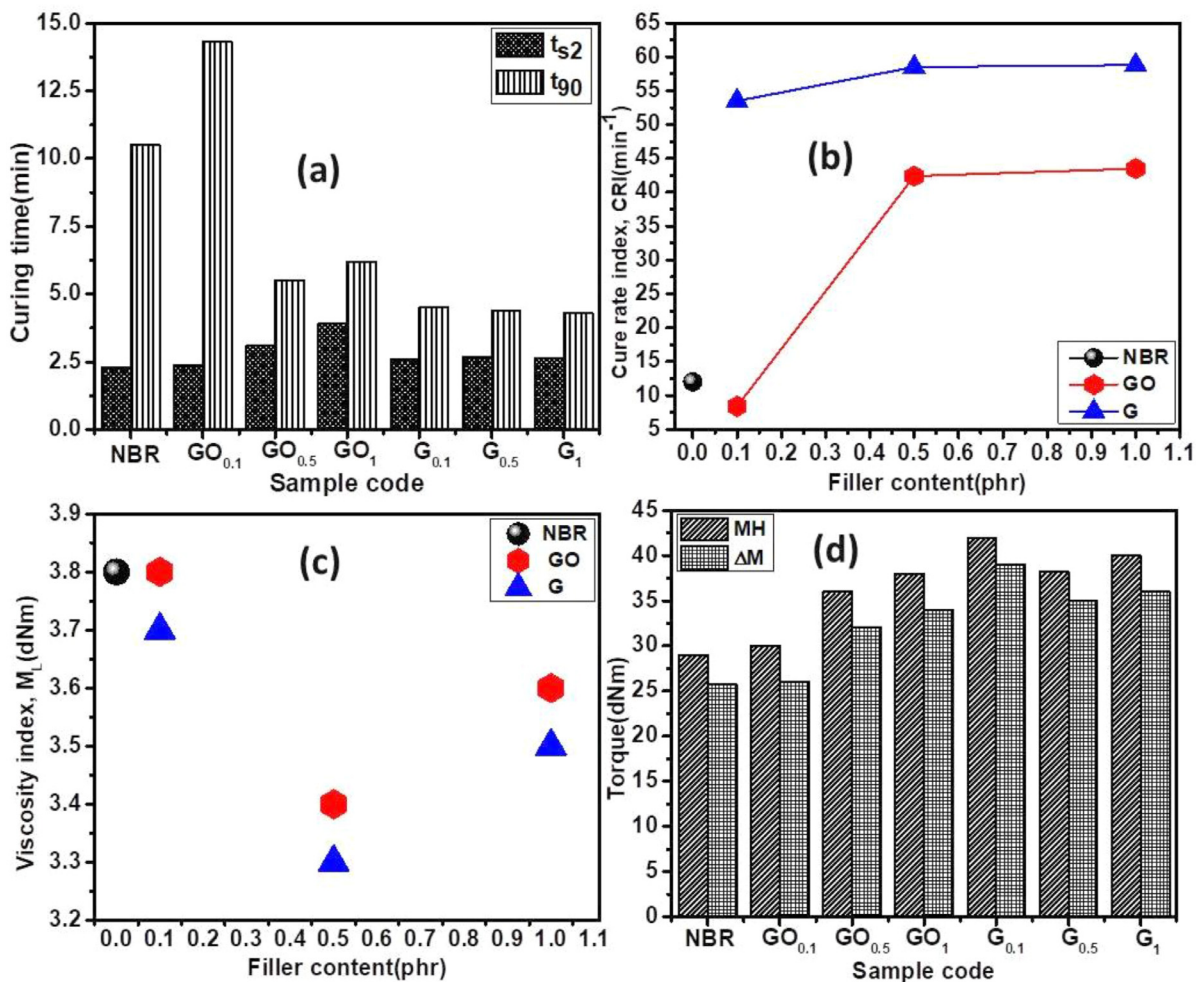 15.0
12.5
10.0
7.5
5.0
2.5
0.0
Curing time(min)
tₛ₂
t₉₀
(a)
NBR GO₀.₁ GO₀.₅ GO₁ G₀.₁ G₀.₅ G₁
Sample code
65
60
55
50
45
40
35
30
25
20
15
10
5
Cure rate index, CRI(min⁻¹)
(b)
NBR
GO
G
0.0 0.1 0.2 0.3 0.4 0.5 0.6 0.7 0.8 0.9 1.0 1.1
Filler content(phr)
3.9
3.8
3.7
3.6
3.5
3.4
3.3
3.2
Viscosity index, M_L(dNm)
(c)
NBR
GO
G
0.0 0.1 0.2 0.3 0.4 0.5 0.6 0.7 0.8 0.9 1.0 1.1
Filler content(phr)
45
40
35
30
25
20
15
10
5
0
Torque(dNm)
MH
ΔM
(d)
NBR GO₀.₁ GO₀.₅ GO₁ G₀.₁ G₀.₅ G₁
Sample code